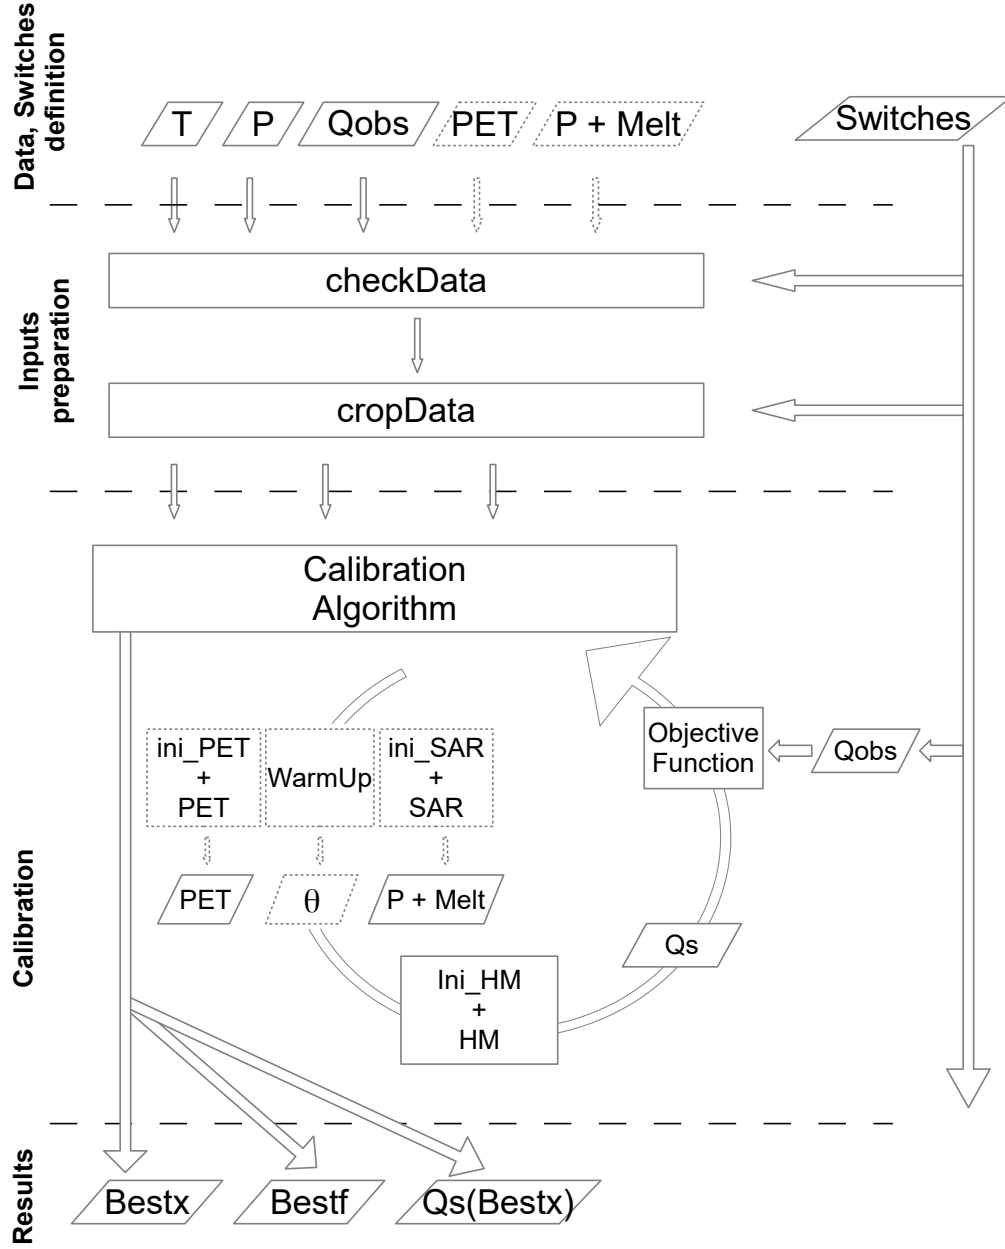 Data, Switches
definition
T
P
Qobs
PET
P + Melt
Switches
Inputs
preparation
checkData
cropData
Calibration
Calibration
Algorithm
ini_PET
+
PET
WarmUp
ini_SAR
+
SAR
Objective
Function
Qobs
PET
θ
P + Melt
Qs
Ini_HM
+
HM
Results
Bestx
Bestf
Qs(Bestx)